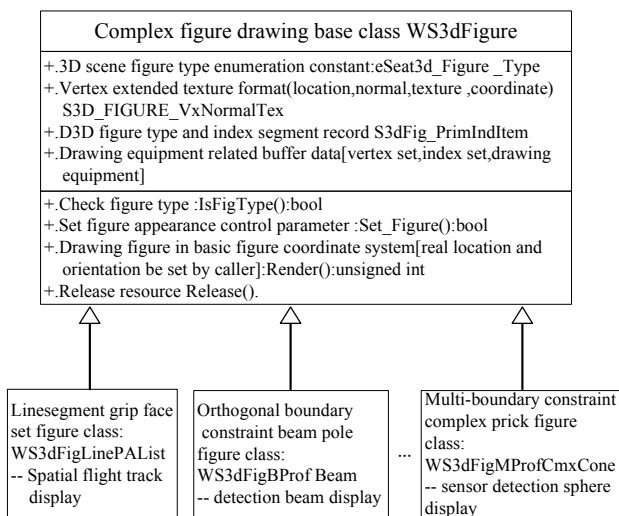 Complex figure drawing base class WS3dFigure
+.3D scene figure type enumeration constant:eSeat3d_Figure _Type
+.Vertex extended texture format(location,normal,texture ,coordinate)
S3D_FIGURE_VxNormalTex
+.D3D figure type and index segment record S3dFig_PrimIndItem
+.Drawing equipment related buffer data[vertex set,index set,drawing
equipment]
+.Check figure type :IsFigType():bool
+.Set figure appearance control parameter :Set_Figure():bool
+.Drawing figure in basic figure coordinate system[real location and
orientation be set by caller]:Render():unsigned int
+.Release resource Release().
Linesegment grip face
set figure class:
WS3dFigLinePAList
-- Spatial flight track
display
Orthogonal boundary
constraint beam pole
figure class:
WS3dFigBProf Beam
-- detection beam display
...
Multi-boundary constraint
complex prick figure
class:
WS3dFigMProfCmxCone
-- sensor detection sphere
display